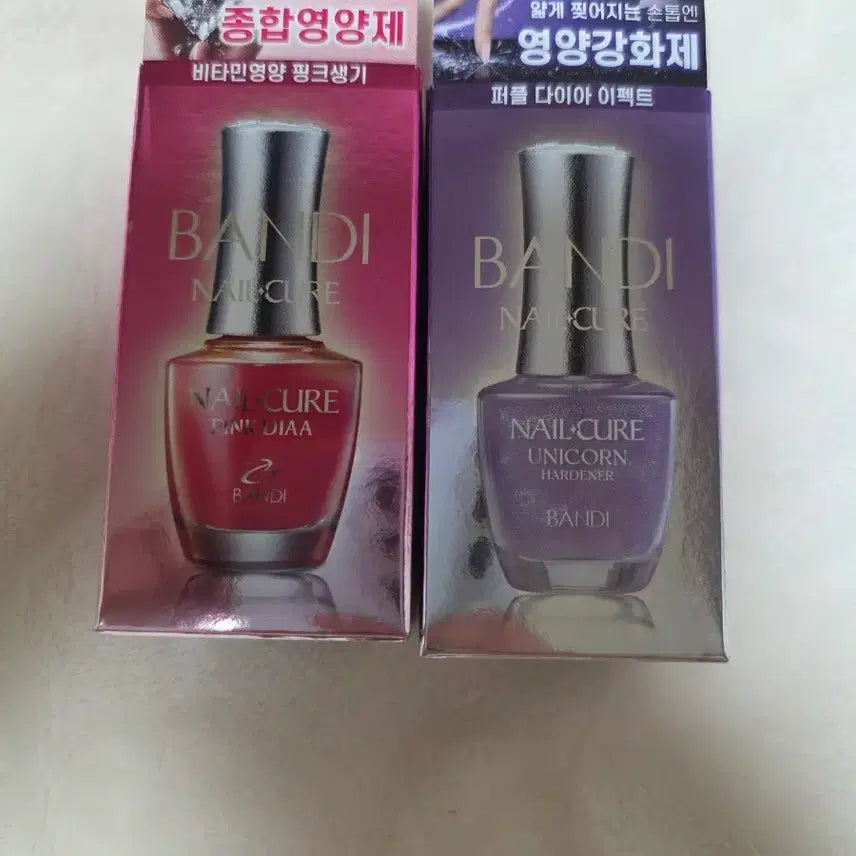 종합영양제
비타민영양 핑크생기
BANDI
NAIL•CURE
NAIL•CURE
PINK DIAA
BANDI
얇게 찢어지는 손톱엔
영양강화제
퍼플 다이아 이펙트
BANDI
NAIL•CURE
NAIL•CURE
UNICORN
HARDENER
BANDI